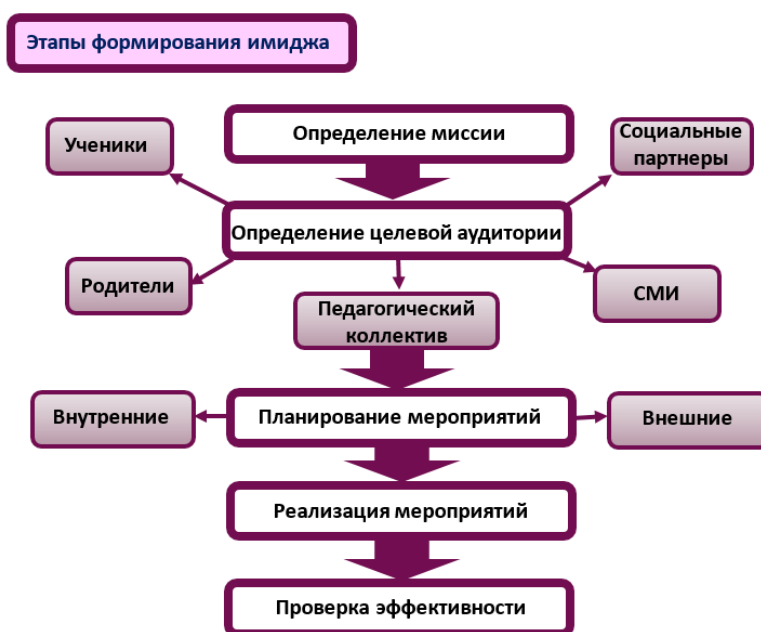 Этапы формирования имиджа
Определение миссии
Ученики
Социальные
партнеры
Определение целевой аудитории
Родители
СМИ
Педагогический
коллектив
Внутренние
Планирование мероприятий
Внешние
Реализация мероприятий
Проверка эффективности